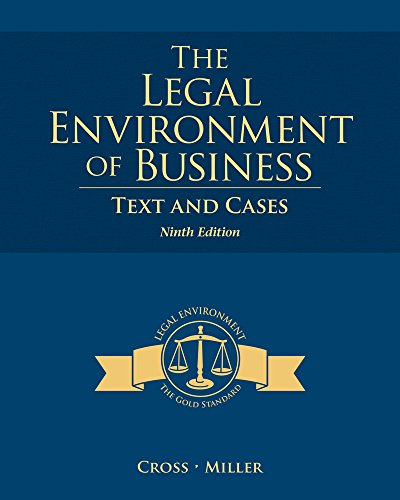 THE
LEGAL
ENVIRONMENT
OF BUSINESS
TEXT AND CASES
Ninth Edition
LEGAL ENVIRONMENT
THE GOLD STANDARD
CROSS · MILLER